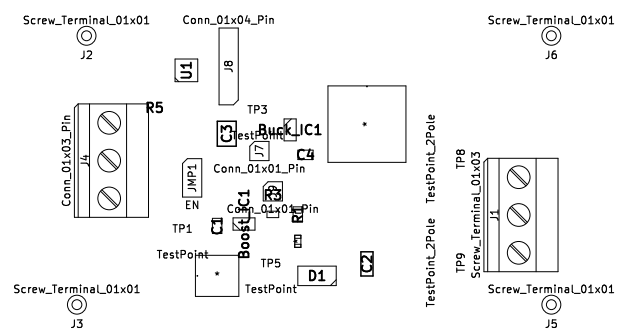 Screw_Terminal_01x01
J2
Conn_01x04_Pin
J8
Screw_Terminal_01x01
J6
U1
R5
TP3
TestPoint
C3
Buck_IC1
*
J7
C4
Conn_01x01_Pin
Conn_01x03_Pin
J4
JMP1
EN
R3
Conn_01x01_Pin
R1
C1
Boost_IC1
TP1
TestPoint
*
TP5
TestPoint
D1
C2
TestPoint_2Pole
TP8
TestPoint_2Pole
TP9
Screw_Terminal_01x03
J1
Screw_Terminal_01x01
J3
Screw_Terminal_01x01
J5